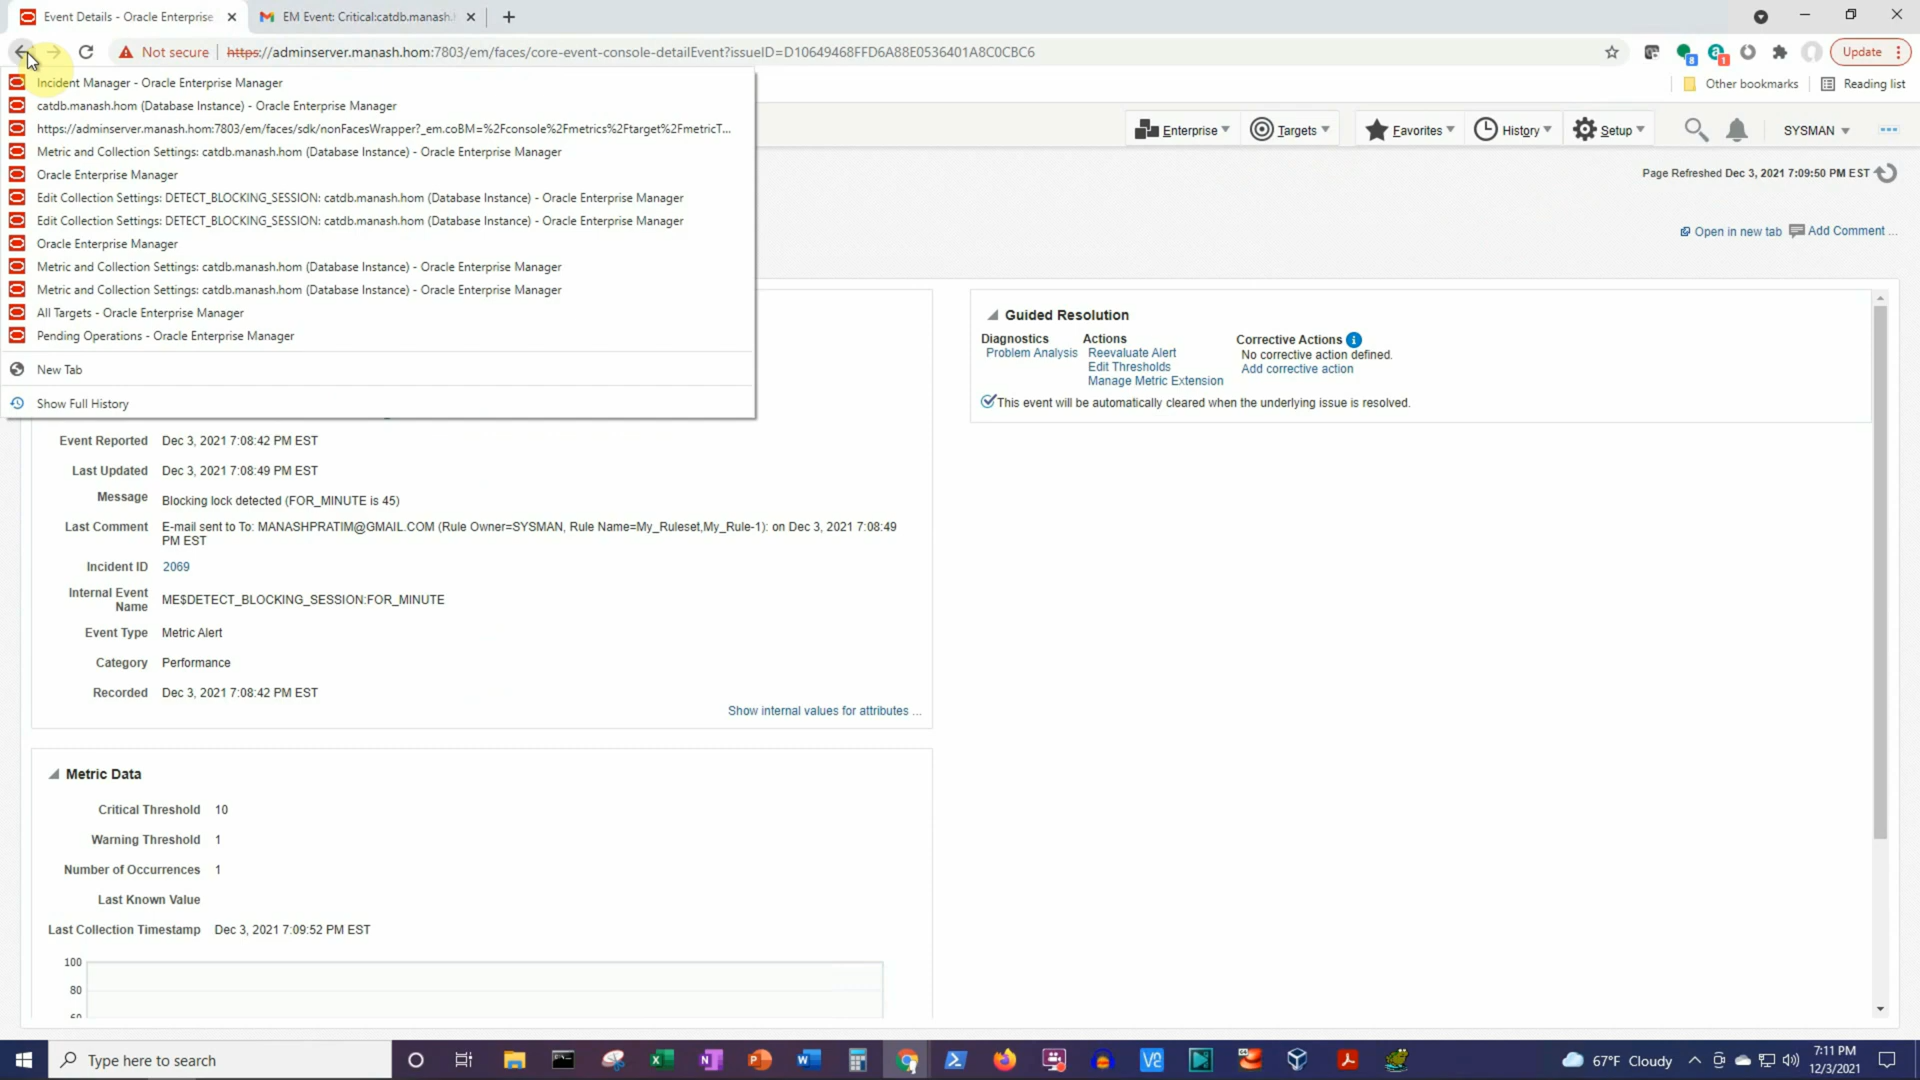 Event Details - Oracle Enterprise
EM Event: Critical:catdb.manash.
Not secure
https://adminserver.manash.hom:7803/em/faces/core-event-console-detailEvent?issueID=D10649468FFD6A88E0536401A8C0CBC6
8
1
Update
Other bookmarks
Reading list
Incident Manager - Oracle Enterprise Manager
catdb.manash.hom (Database Instance) - Oracle Enterprise Manager
https://adminserver.manash.hom:7803/em/faces/sdk/nonFacesWrapper?_em.coBM=%2Fconsole%2Fmetrics%2Ftarget%2FmetricT...
Metric and Collection Settings: catdb.manash.hom (Database Instance) - Oracle Enterprise Manager
Oracle Enterprise Manager
Edit Collection Settings: DETECT_BLOCKING_SESSION: catdb.manash.hom (Database Instance) - Oracle Enterprise Manager
Edit Collection Settings: DETECT_BLOCKING_SESSION: catdb.manash.hom (Database Instance) - Oracle Enterprise Manager
Oracle Enterprise Manager
Metric and Collection Settings: catdb.manash.hom (Database Instance) - Oracle Enterprise Manager
Metric and Collection Settings: catdb.manash.hom (Database Instance) - Oracle Enterprise Manager
All Targets - Oracle Enterprise Manager
Pending Operations - Oracle Enterprise Manager
New Tab
Show Full History
Enterprise
Targets
Favorites
History
Setup
SYSMAN
Page Refreshed Dec 3, 2021 7:09:50 PM EST
Open in new tab
Add Comment ...
Guided Resolution
Diagnostics
Problem Analysis
Actions
Reevaluate Alert
Edit Thresholds
Manage Metric Extension
Corrective Actions
No corrective action defined.
Add corrective action
This event will be automatically cleared when the underlying issue is resolved.
Event Reported Dec 3, 2021 7:08:42 PM EST
Last Updated Dec 3, 2021 7:08:49 PM EST
Message Blocking lock detected (FOR_MINUTE is 45)
Last Comment E-mail sent to To: MANASHPRATIM@GMAIL.COM (Rule Owner=SYSMAN, Rule Name=My_Ruleset,My_Rule-1): on Dec 3, 2021 7:08:49
PM EST
Incident ID 2069
Internal Event
Name ME$DETECT_BLOCKING_SESSION:FOR_MINUTE
Event Type Metric Alert
Category Performance
Recorded Dec 3, 2021 7:08:42 PM EST
Show internal values for attributes ...
Metric Data
Critical Threshold 10
Warning Threshold 1
Number of Occurrences 1
Last Known Value
Last Collection Timestamp Dec 3, 2021 7:09:52 PM EST
100
80
60
Type here to search
67°F Cloudy
7:11 PM
12/3/2021